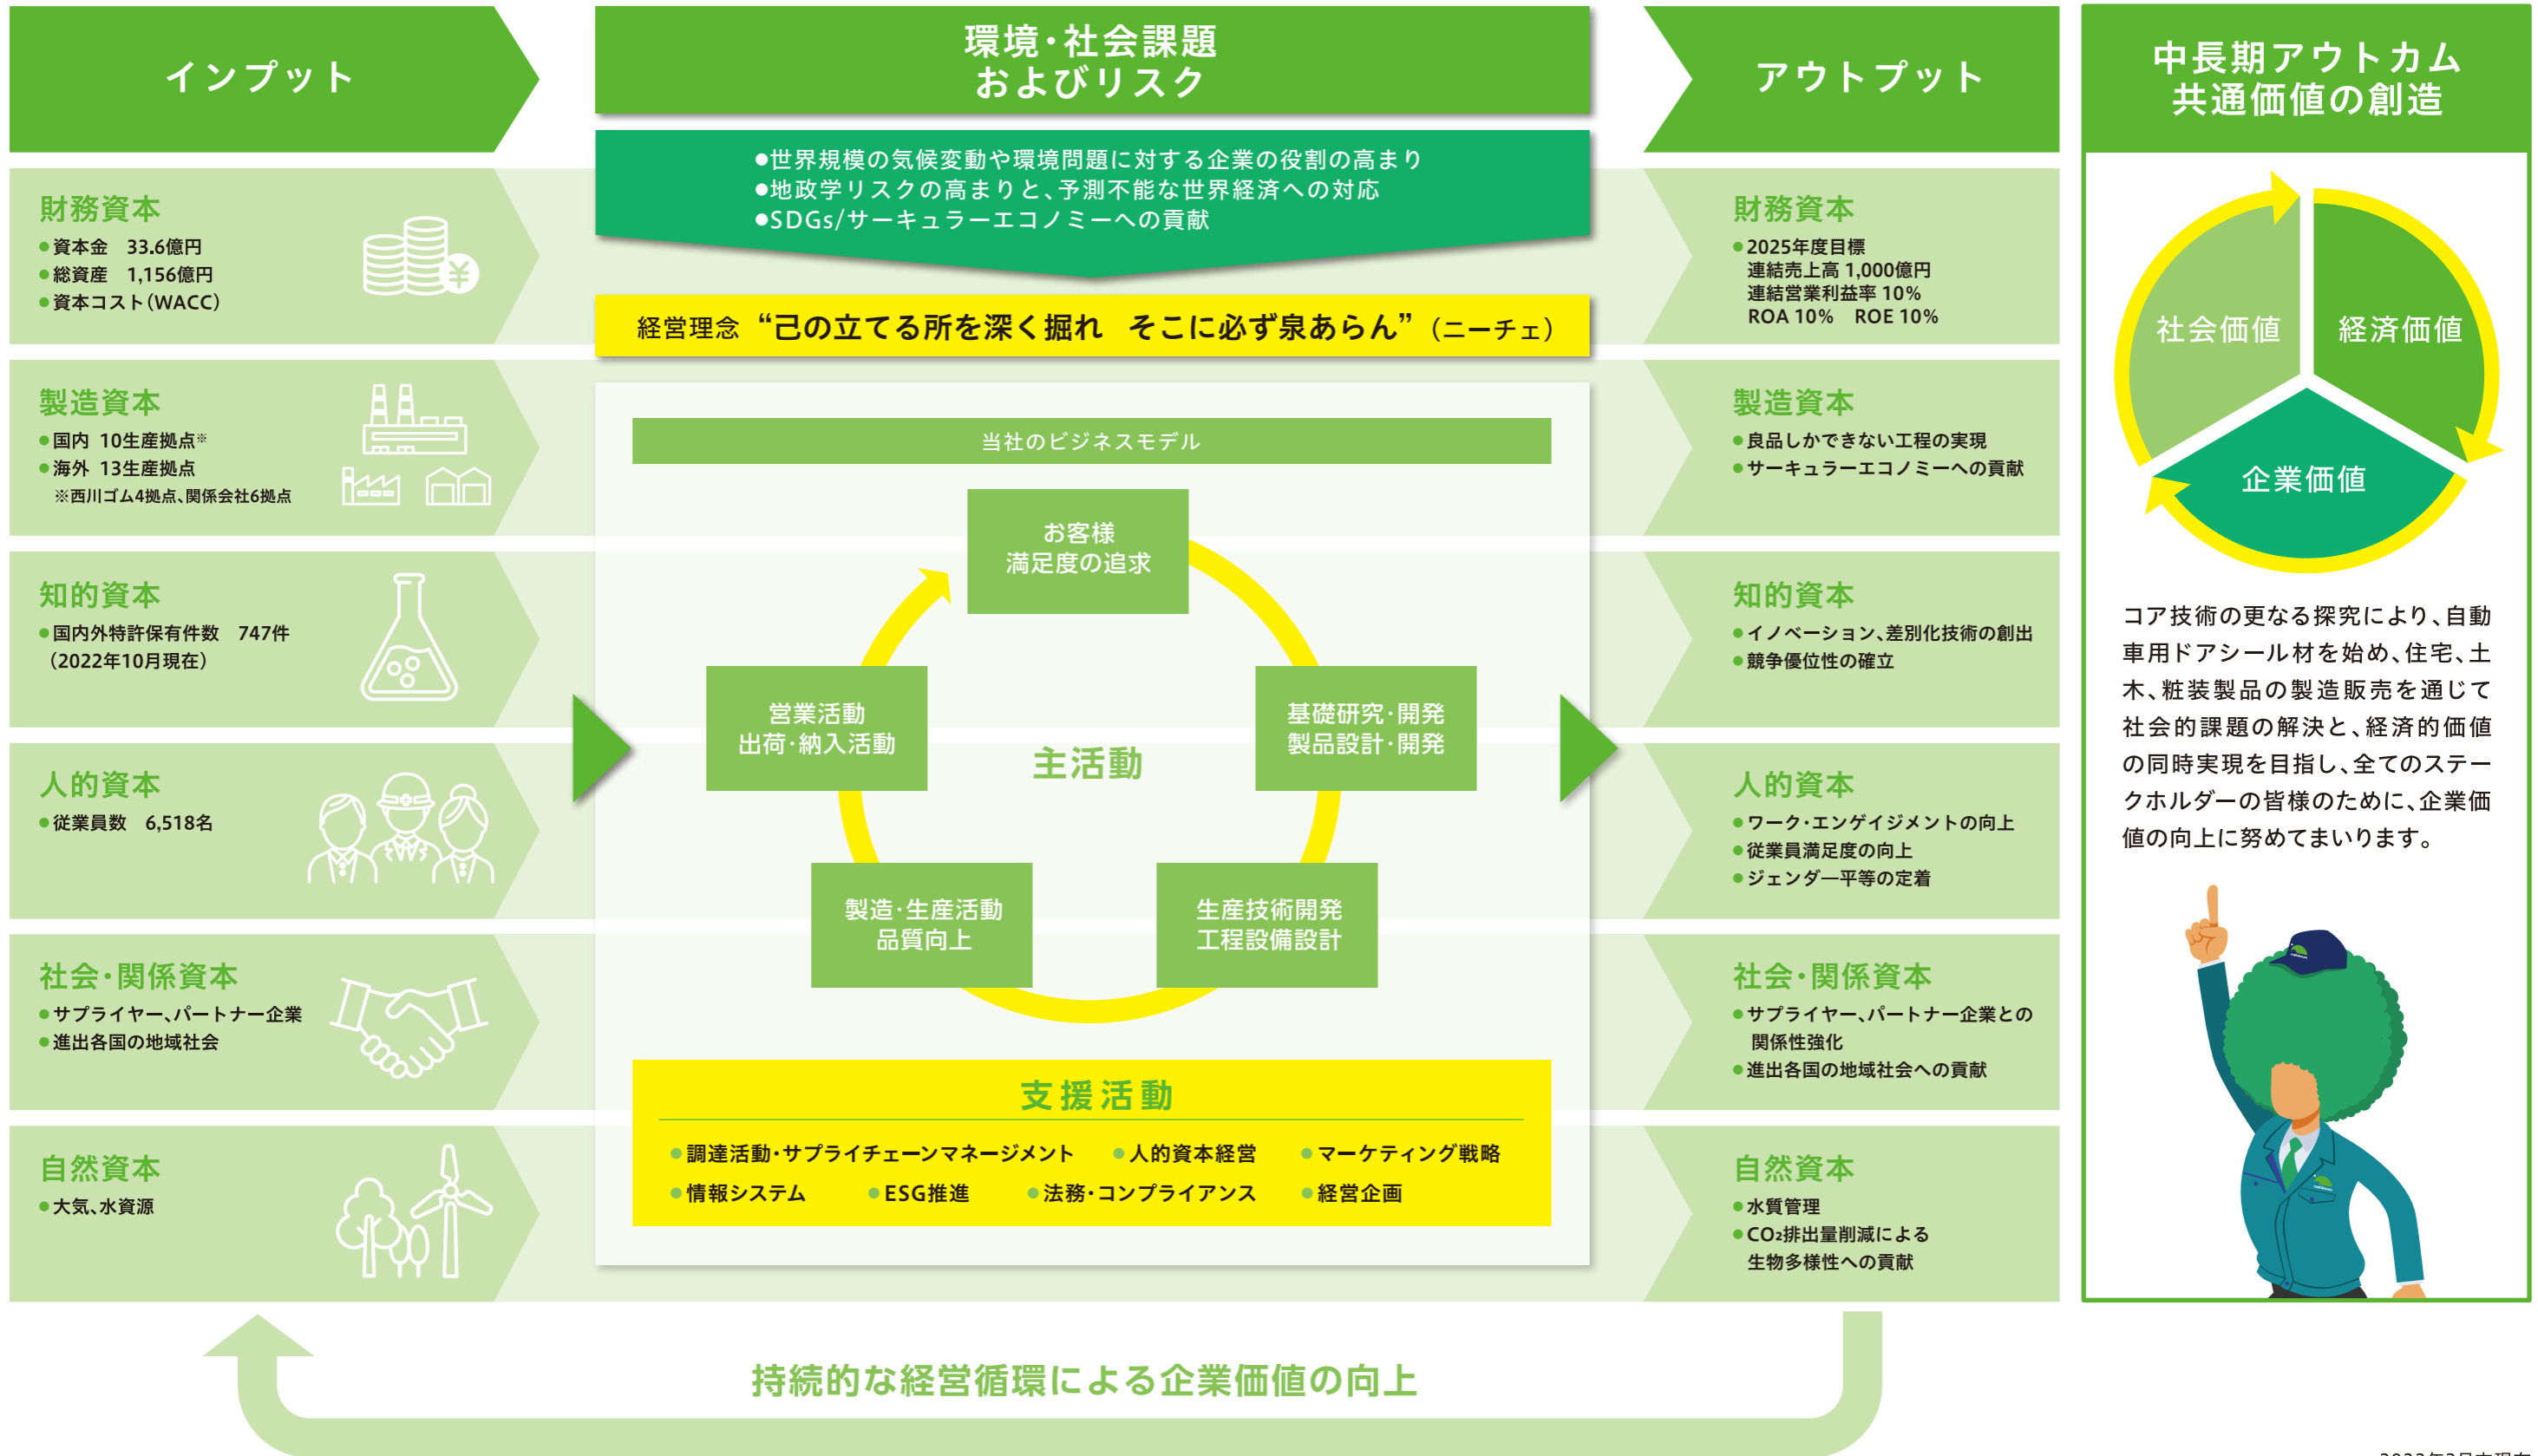 インプット
財務資本
●資本金　33.6億円
●総資産　1,156億円
●資本コスト(WACC)
製造資本
●国内 10生産拠点※
●海外 13生産拠点
※西川ゴム4拠点、関係会社6拠点
知的資本
●国内外特許保有件数　747件
（2022年10月現在）
人的資本
●従業員数　6,518名
社会・関係資本
●サプライヤー、パートナー企業
●進出各国の地域社会
自然資本
●大気、水資源
環境・社会課題
およびリスク
●世界規模の気候変動や環境問題に対する企業の役割の高まり
●地政学リスクの高まりと、予測不能な世界経済への対応
●SDGs/サーキュラーエコノミーへの貢献
経営理念 “己の立てる所を深く掘れ　そこに必ず泉あらん”（ニーチェ）
当社のビジネスモデル
お客様
満足度の追求
基礎研究・開発
製品設計・開発
生産技術開発
工程設備設計
製造・生産活動
品質向上
営業活動
出荷・納入活動
主活動
支援活動
●調達活動・サプライチェーンマネージメント　●人的資本経営　●マーケティング戦略
●情報システム　●ESG推進　●法務・コンプライアンス　●経営企画
アウトプット
財務資本
●2025年度目標
連結売上高 1,000億円
連結営業利益率 10%
ROA 10%　ROE 10%
製造資本
●良品しかできない工程の実現
●サーキュラーエコノミーへの貢献
知的資本
●イノベーション、差別化技術の創出
●競争優位性の確立
人的資本
●ワーク・エンゲイジメントの向上
●従業員満足度の向上
●ジェンダ―平等の定着
社会・関係資本
●サプライヤー、パートナー企業との
関係性強化
●進出各国の地域社会への貢献
自然資本
●水質管理
●CO₂排出量削減による
生物多様性への貢献
中長期アウトカム
共通価値の創造
社会価値
経済価値
企業価値
コア技術の更なる探究により、自動
車用ドアシール材を始め、住宅、土
木、粧装製品の製造販売を通じて
社会的課題の解決と、経済的価値
の同時実現を目指し、全てのステー
クホルダーの皆様のために、企業価
値の向上に努めてまいります。
持続的な経営循環による企業価値の向上